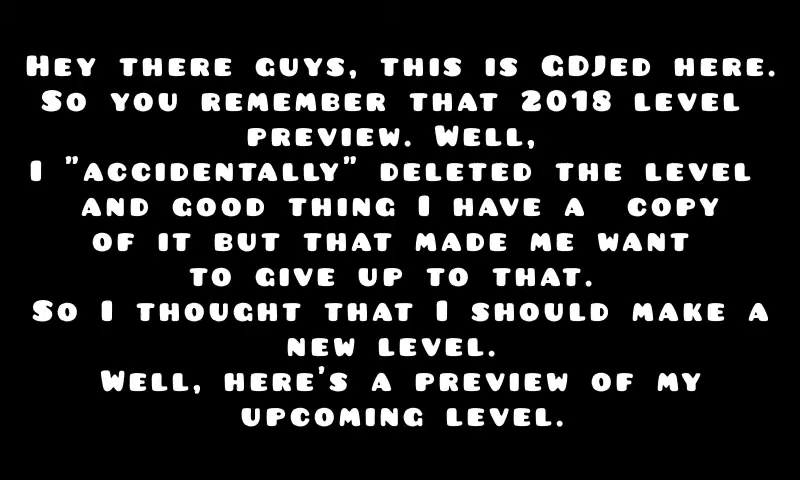 Hey there guys, this is GDJed here.
So you remember that 2018 level
preview. Well,
I "accidentally" deleted the level
and good thing I have a copy
of it but that made me want
to give up to that.
So I thought that I should make a
new level.
Well, here's a preview of my
upcoming level.